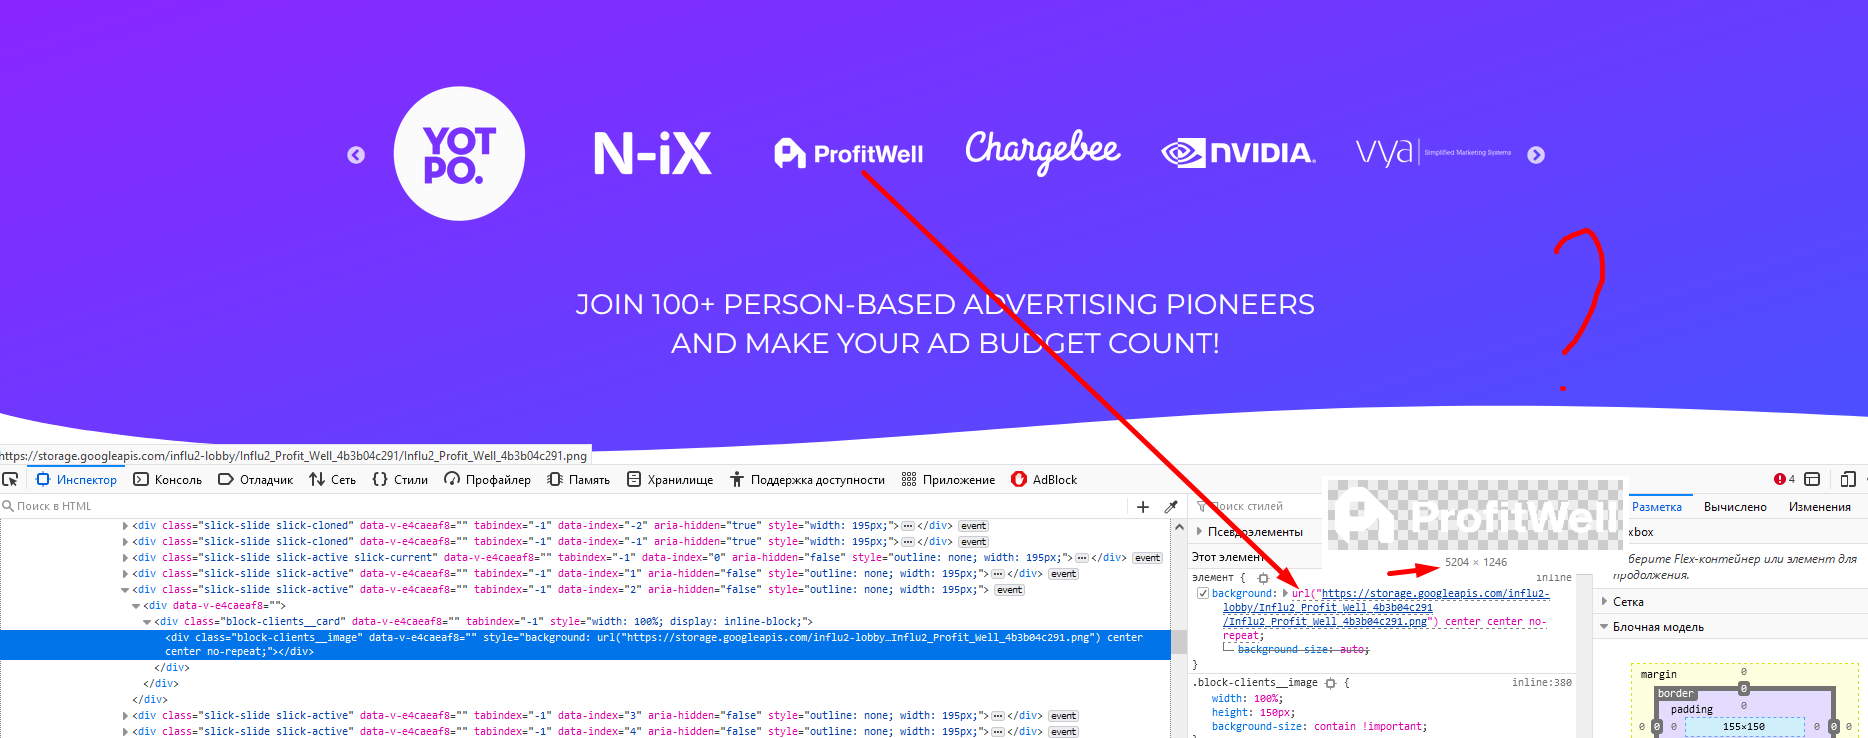 YOT
PO.
N-iX
ProfitWell
Chargebee
NVIDIA.
vya
Simplified Marketing Systems
?
JOIN 100+ PERSON-BASED ADVERTISING PIONEERS
AND MAKE YOUR AD BUDGET COUNT!
https://storage.googleapis.com/influ2-lobby/Influ2_Profit_Well_4b3b04c291/Influ2_Profit_Well_4b3b04c291.png
Инспектор Консоль Отладчик Сеть {} Стили Профайлер Память Хранилище Поддержка доступности Приложение AdBlock 4
Поиск в HTML
<div class="slick-slide slick-cloned" data-v-e4caeaf8="" tabindex="-1" data-index="-2" aria-hidden="true" style="width: 195px;">…</div> event
<div class="slick-slide slick-cloned" data-v-e4caeaf8="" tabindex="-1" data-index="-1" aria-hidden="true" style="width: 195px;">…</div> event
<div class="slick-slide slick-active slick-current" data-v-e4caeaf8="" tabindex="-1" data-index="0" aria-hidden="false" style="outline: none; width: 195px;">…</div> event
<div class="slick-slide slick-active" data-v-e4caeaf8="" tabindex="-1" data-index="1" aria-hidden="false" style="outline: none; width: 195px;">…</div> event
<div class="slick-slide slick-active" data-v-e4caeaf8="" tabindex="-1" data-index="2" aria-hidden="false" style="outline: none; width: 195px;"> event
<div data-v-e4caeaf8="">
<div class="block-clients__card" tabindex="-1" style="width: 100%; display: inline-block;">
<div class="block-clients__image" data-v-e4caeaf8="" style="background: url("https://storage.googleapis.com/influ2-lobby…Influ2_Profit_Well_4b3b04c291.png") center
center no-repeat;"></div>
</div>
</div>
</div>
<div class="slick-slide slick-active" data-v-e4caeaf8="" tabindex="-1" data-index="3" aria-hidden="false" style="outline: none; width: 195px;">…</div> event
<div class="slick-slide slick-active" data-v-e4caeaf8="" tabindex="-1" data-index="4" aria-hidden="false" style="outline: none; width: 195px;">…</div> event
Поиск стилей
Псевдоэлементы
Этот элемент
ProfitWell
5204 × 1246
элемент { inline
background: url("https://storage.googleapis.com/influ2-
lobby/Influ2_Profit_Well_4b3b04c291
/Influ2_Profit_Well_4b3b04c291.png") center center no-
repeat;
background-size: auto;
}
.block-clients__image { inline:380
width: 100%;
height: 150px;
background-size: contain !important;
Разметка Вычислено Изменения
xbox
берите Flex-контейнер или элемент для
продолжения.
Сетка
Блочная модель
margin 0
border 0
padding 0
0 0 0 155×150 0 0 0